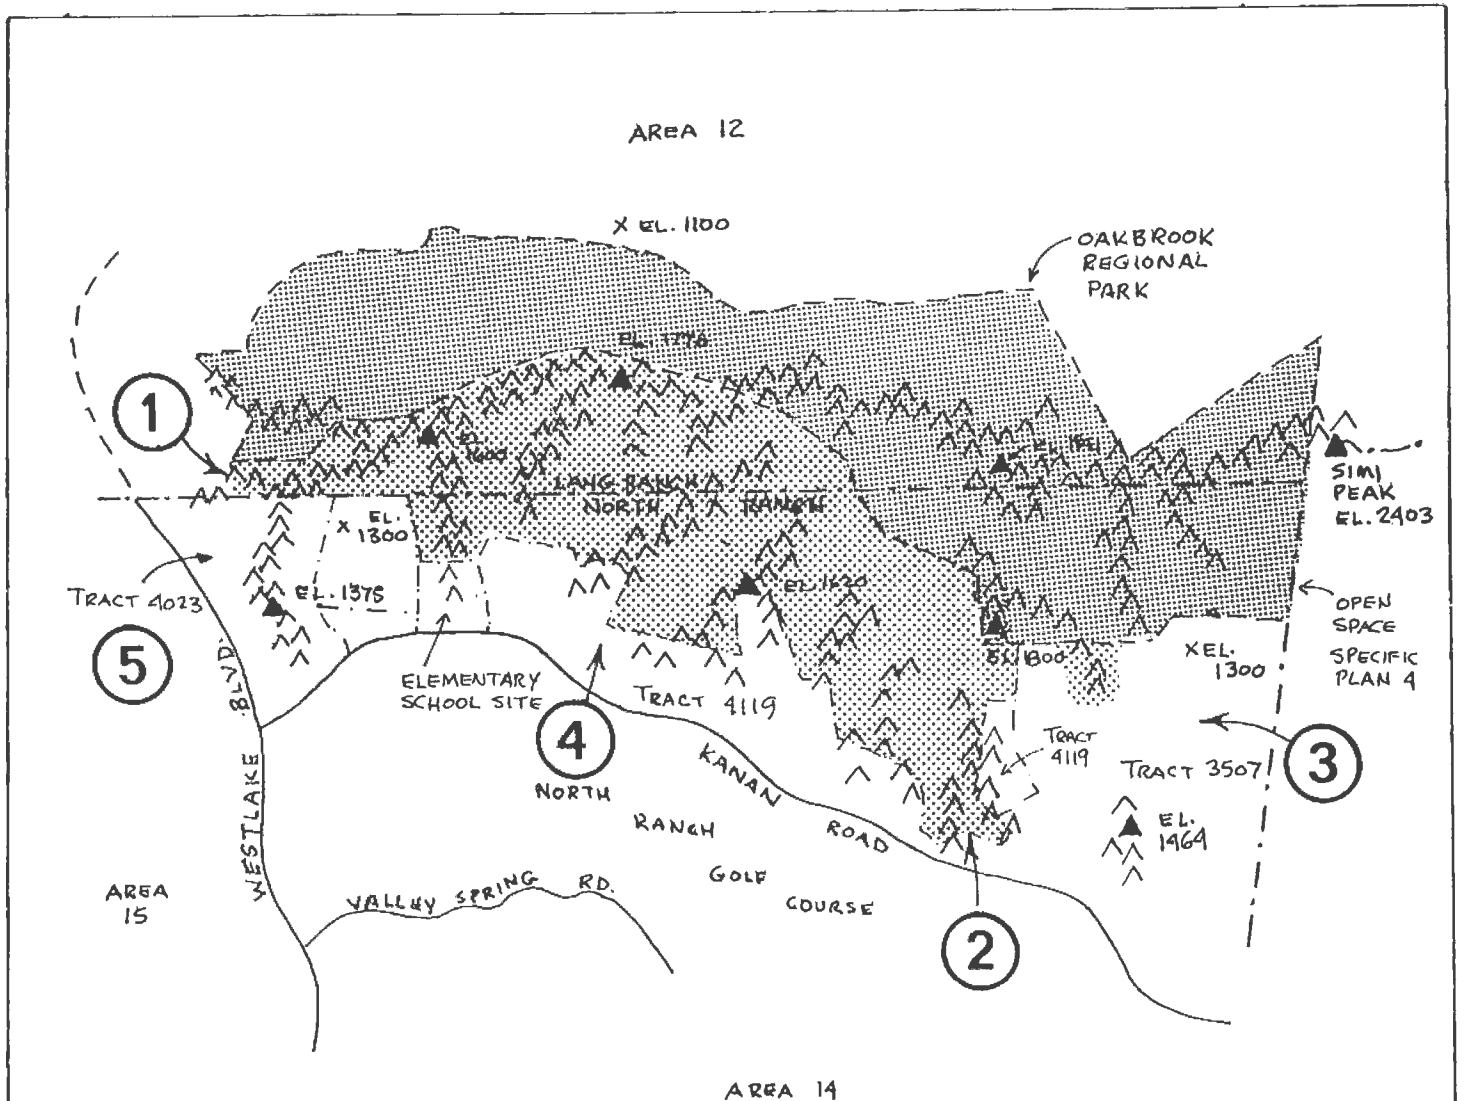 AREA 12
X EL. 1100
OAKBROOK
REGIONAL
PARK
EL. 1776
1
EL.
1600
SIMI
PEAK
EL. 2403
LANG RANCH
NORTH RANCH
X EL.
1300
TRACT 4023
EL. 1375
EL. 1620
OPEN
SPACE
SPECIFIC
PLAN 4
5
EL. 1800
X EL.
1300
ELEMENTARY
SCHOOL SITE
TRACT 4119
4
TRACT
4119
TRACT 3507
3
WESTLAKE BLVD.
KANAN ROAD
NORTH
RANCH
GOLF
COURSE
EL.
1464
AREA
15
VALLEY SPRING RD.
2
AREA 14